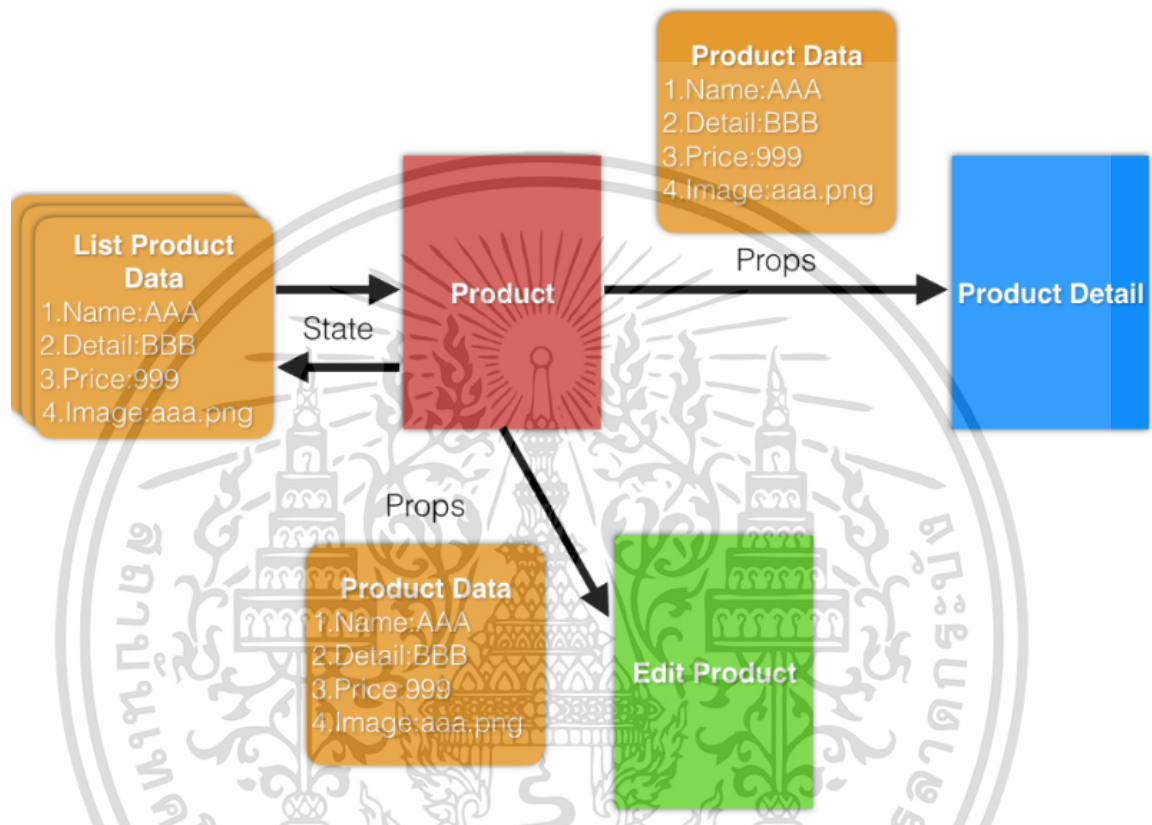 Product Data
1.Name:AAA
2.Detail:BBB
3.Price:999
4.Image:aaa.png
List Product
Data
1.Name:AAA
2.Detail:BBB
3.Price:999
4.Image:aaa.png
State
Product
Props
Product Detail
Props
Product Data
1.Name:AAA
2.Detail:BBB
3.Price:999
4.Image:aaa.png
Edit Product